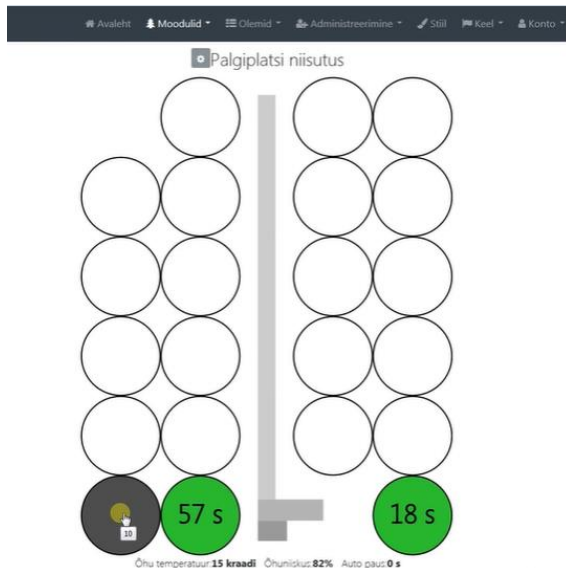 Avaleht Moodulid Olemid Administreerimine Stiil Keel Konto
Palgiplatsi niisutus
57 s
18 s
10
Õhu temperatuur:15 kraadi Õhuniiskus:82% Auto paus:0 s